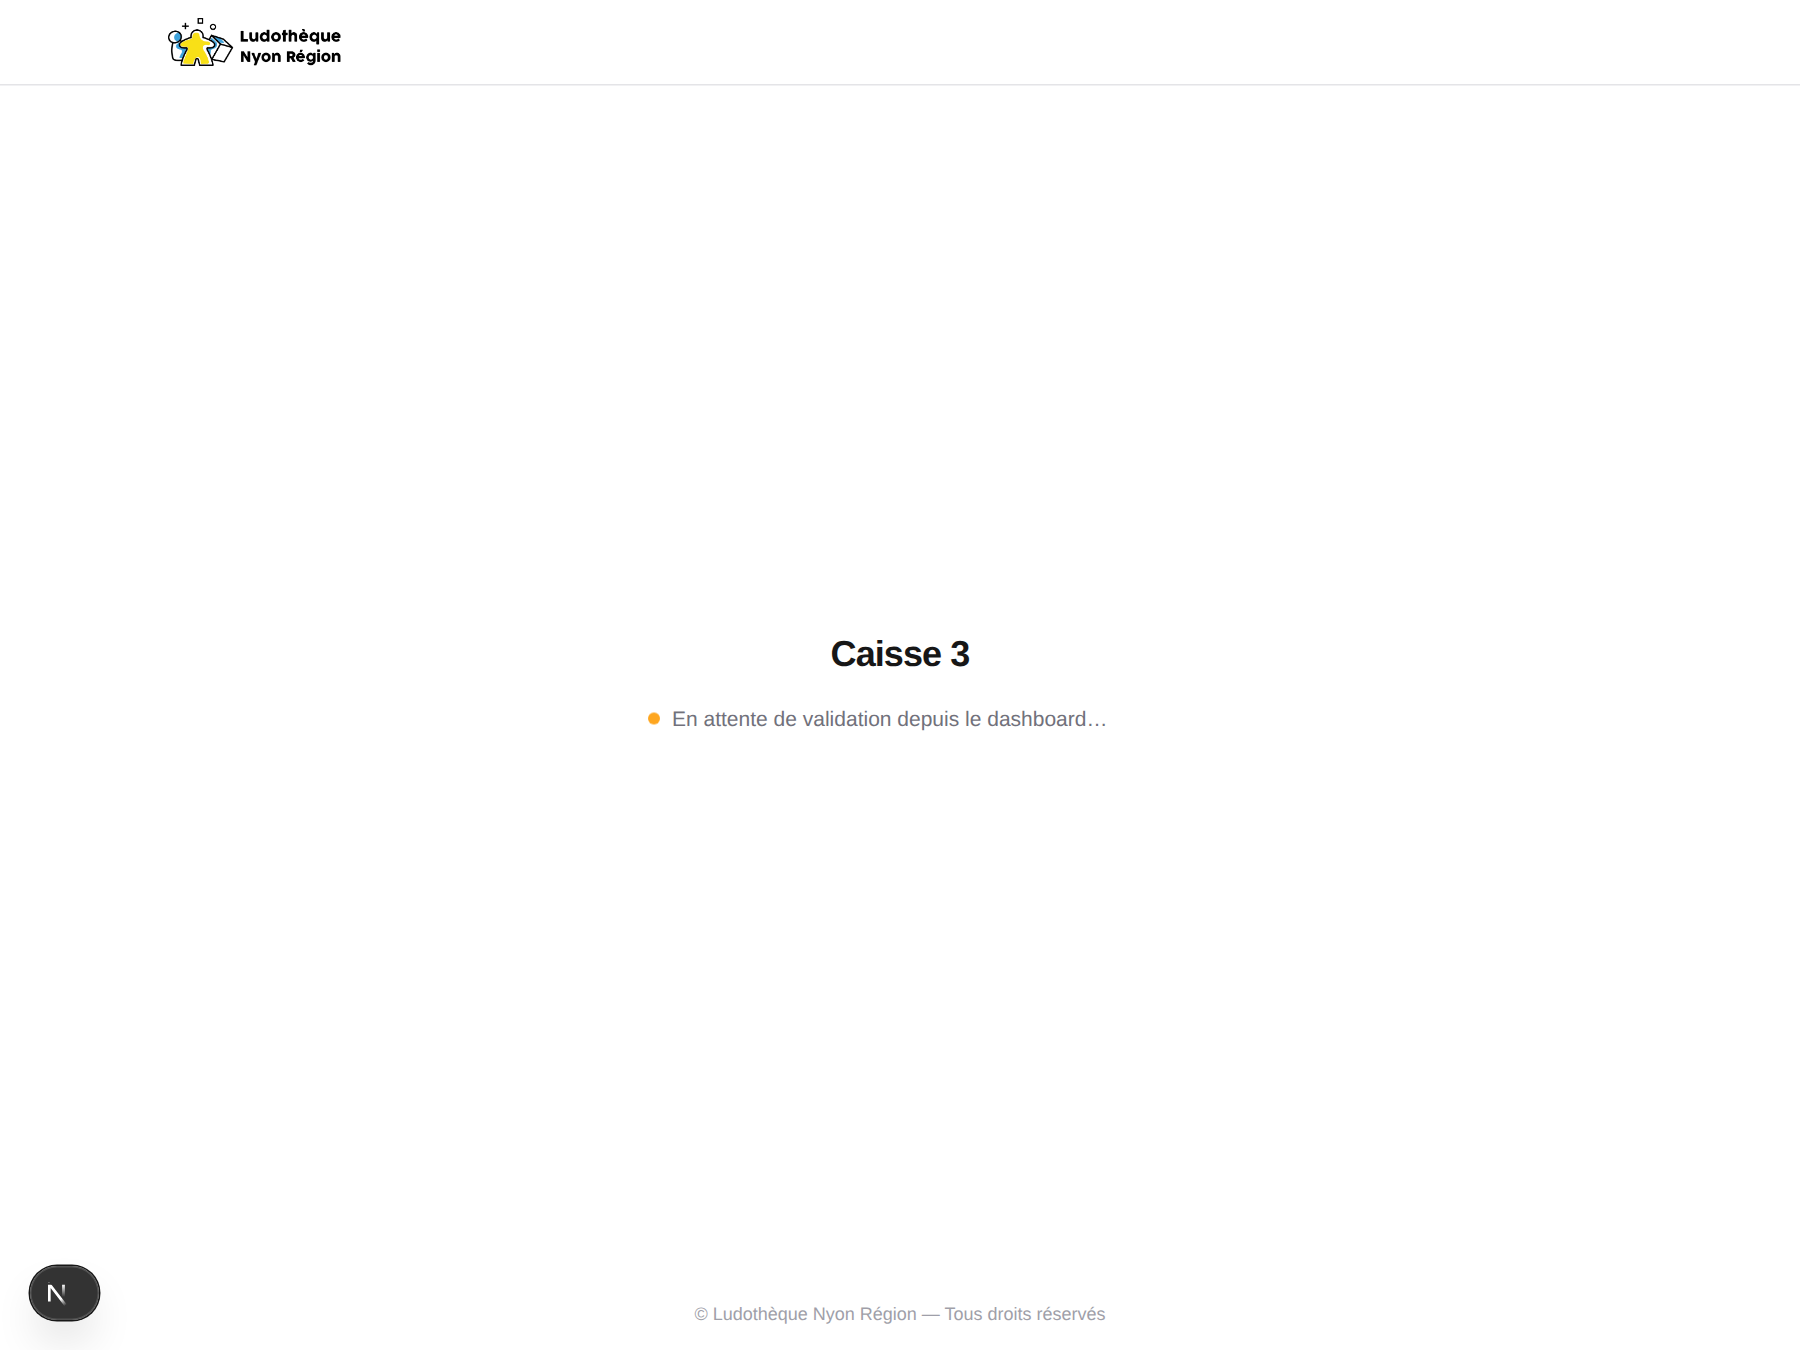 Ludothèque
Nyon Région
Caisse 3
En attente de validation depuis le dashboard…
N
© Ludothèque Nyon Région — Tous droits réservés